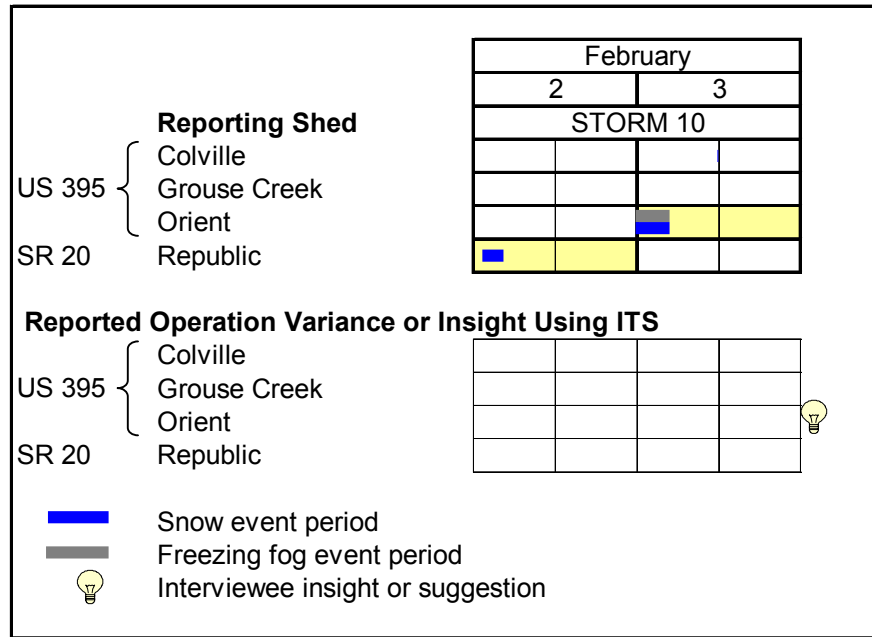 February
2 3
Reporting Shed STORM 10
Colville
US 395 Grouse Creek
Orient
SR 20 Republic
Reported Operation Variance or Insight Using ITS
Colville
US 395 Grouse Creek
Orient
SR 20 Republic
Snow event period
Freezing fog event period
Interviewee insight or suggestion